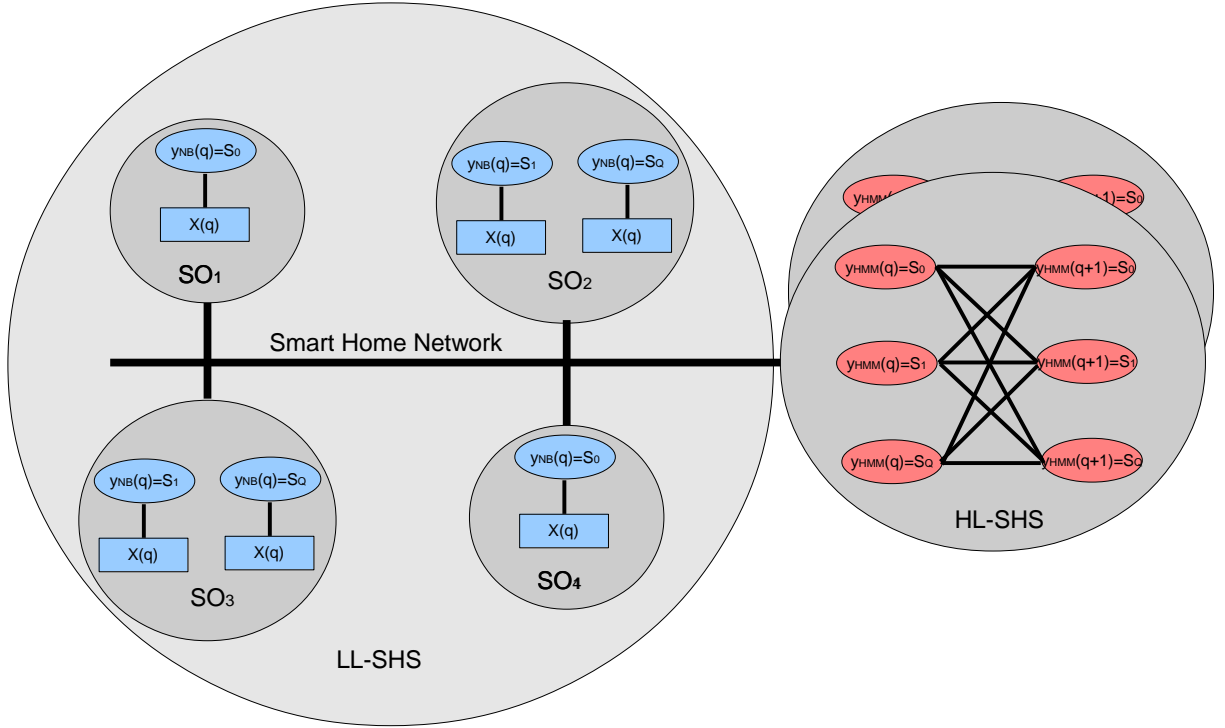 yNB(q)=S0
X(q)
SO1
yNB(q)=S1
yNB(q)=SQ
X(q)
X(q)
SO2
Smart Home Network
yNB(q)=S1
yNB(q)=SQ
X(q)
X(q)
SO3
yNB(q)=S0
X(q)
SO4
LL-SHS
yHMM(
+1)=S0
yHMM(q)=S0
yHMM(q+1)=S0
yHMM(q)=S1
yHMM(q+1)=S1
yHMM(q)=SQ
yHMM(q+1)=SQ
HL-SHS